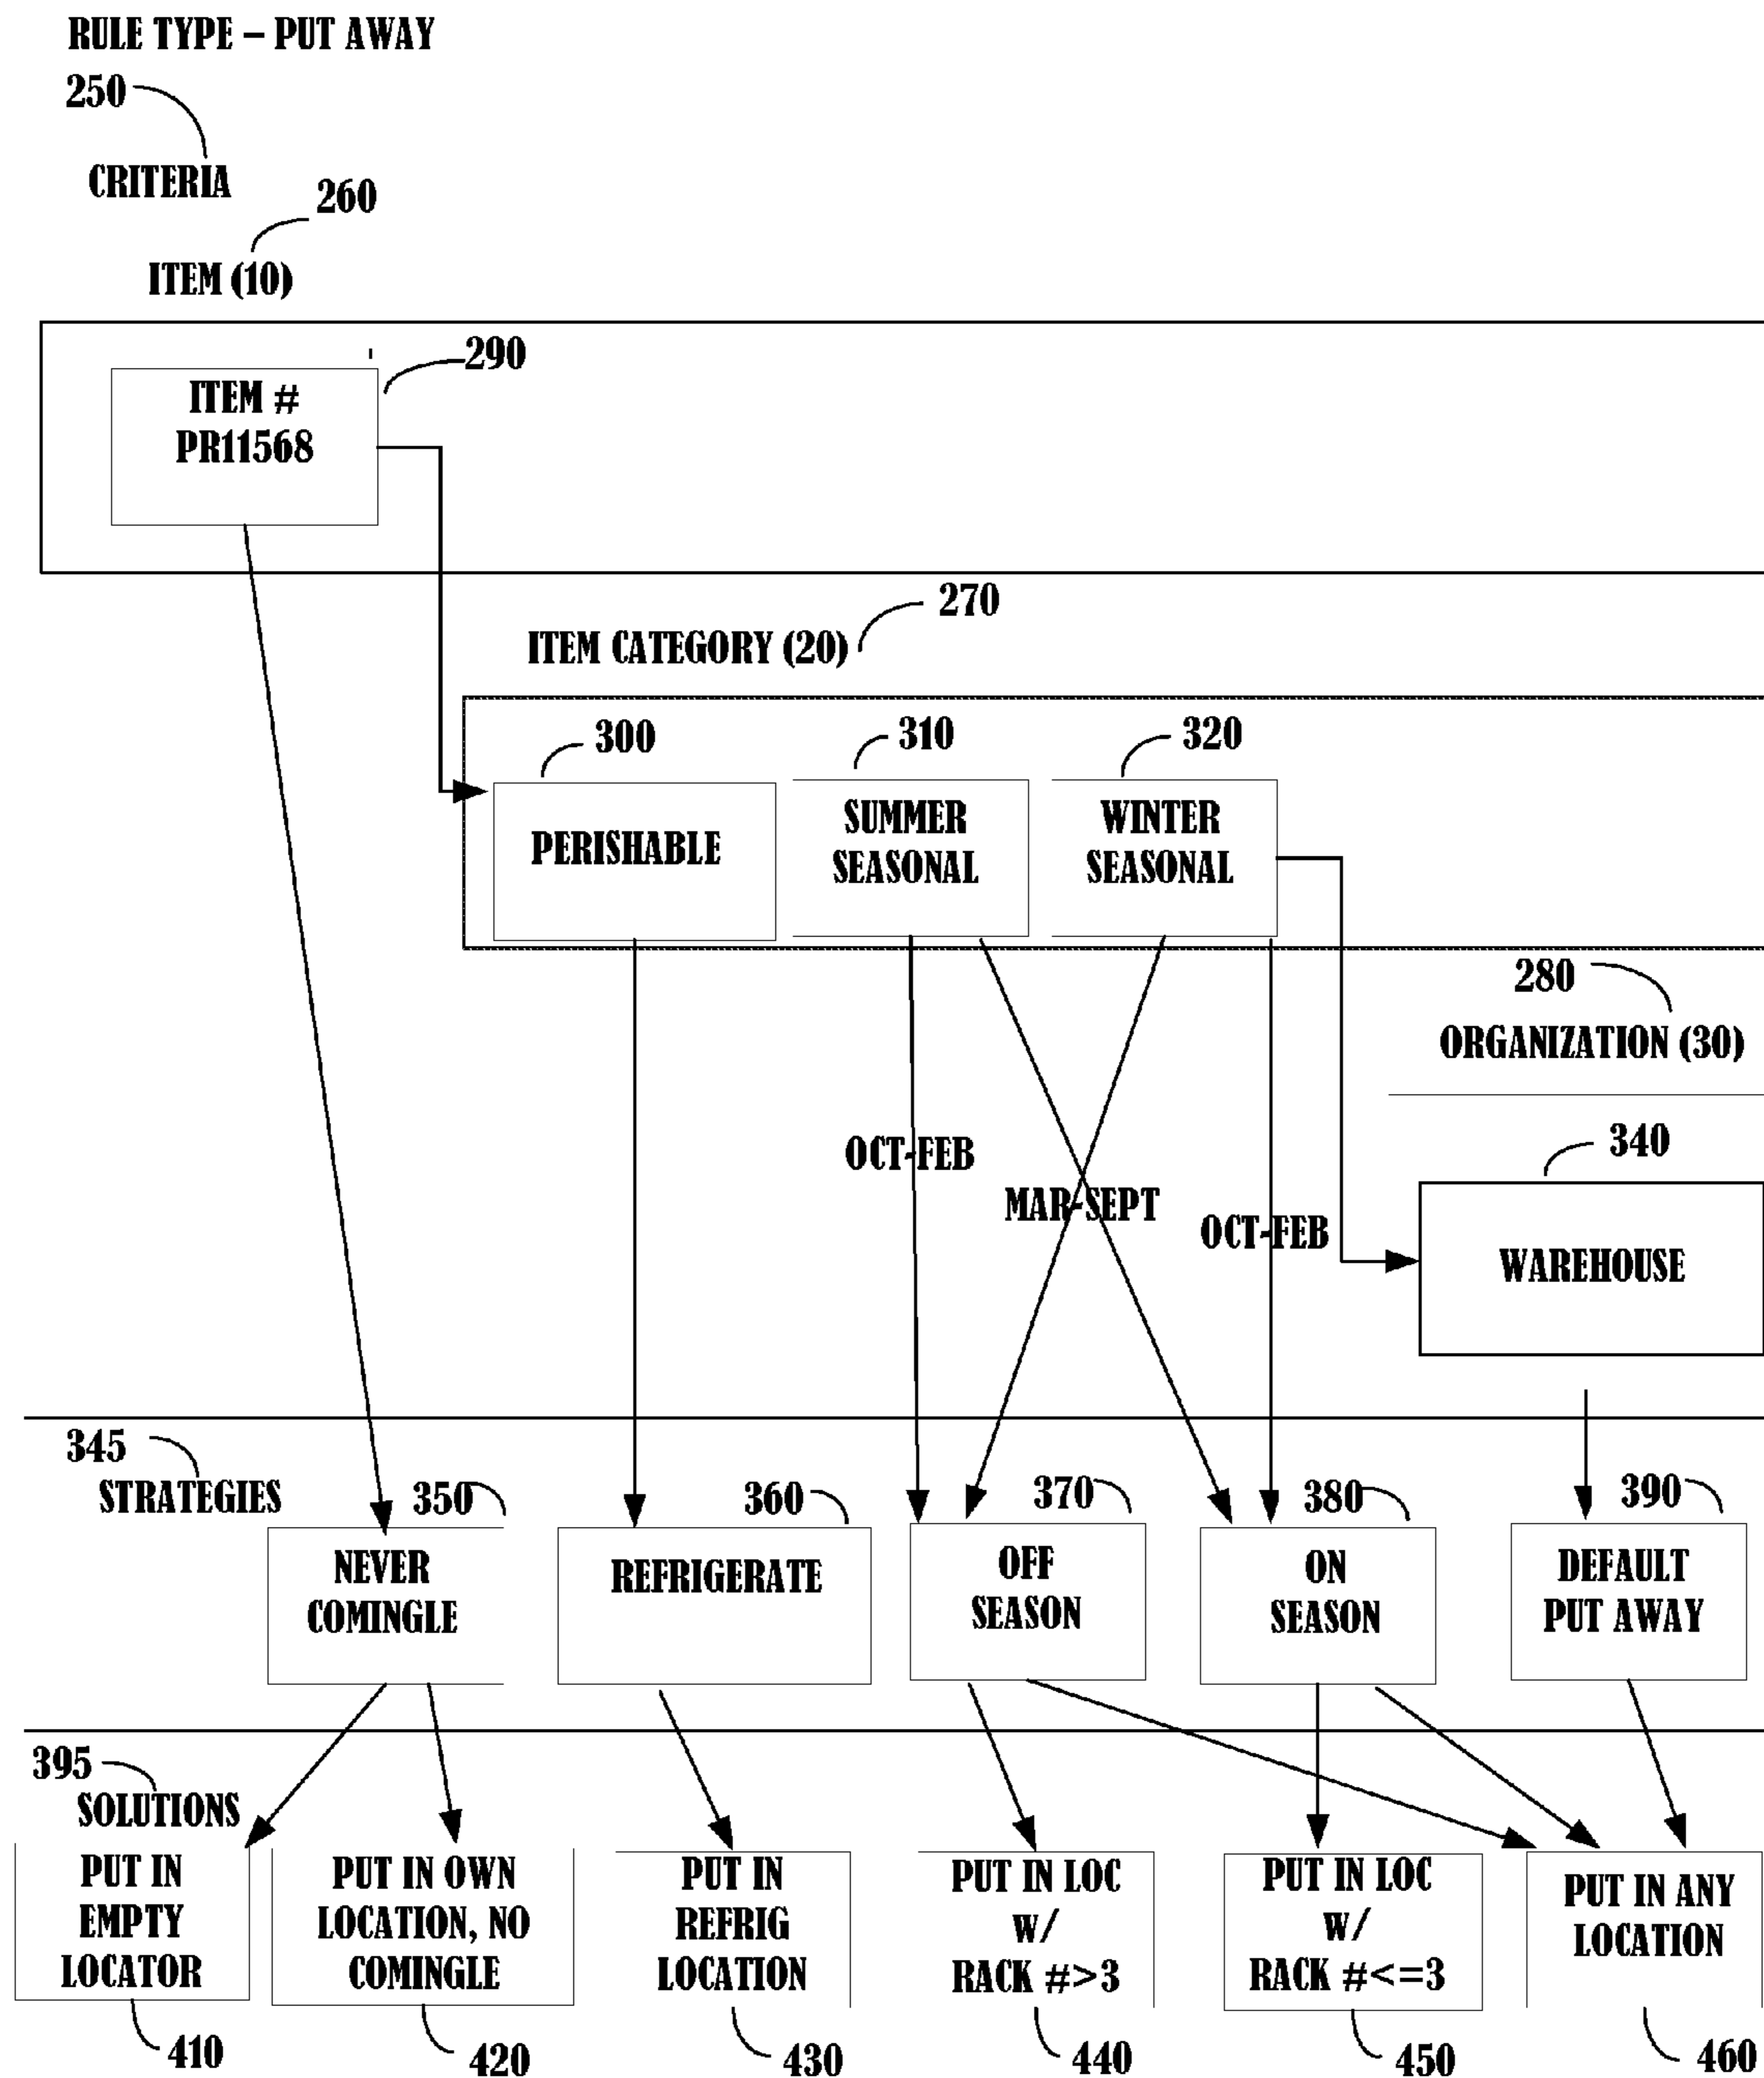 RULE TYPE – PUT AWAY
250
CRITERIA
260
ITEM (10)
290
ITEM #
PR11568
270
ITEM CATEGORY (20)
300
310
320
PERISHABLE
SUMMER
SEASONAL
WINTER
SEASONAL
280
ORGANIZATION (30)
340
OCT-FEB
MAR-SEPT
OCT-FEB
WAREHOUSE
345
STRATEGIES
350
360
370
380
390
NEVER
COMINGLE
REFRIGERATE
OFF
SEASON
ON
SEASON
DEFAULT
PUT AWAY
395
SOLUTIONS
PUT IN
EMPTY
LOCATOR
PUT IN OWN
LOCATION, NO
COMINGLE
PUT IN
REFRIG
LOCATION
PUT IN LOC
W/
RACK #>3
PUT IN LOC
W/
RACK #<=3
PUT IN ANY
LOCATION
410
420
430
440
450
460